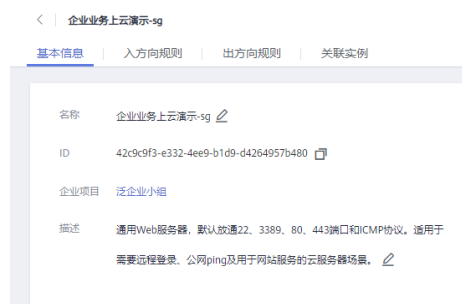 企业业务上云演示-sg
基本信息 入方向规则 出方向规则 关联实例
名称 企业业务上云演示-sg
ID 42c9c9f3-e332-4ee9-b1d9-d4264957b480
企业项目 泛企业小组
描述 通用Web服务器，默认放通22、3389、80、443端口和ICMP协议。适用于
需要远程登录、公网ping及用于网站服务的云服务器场景。